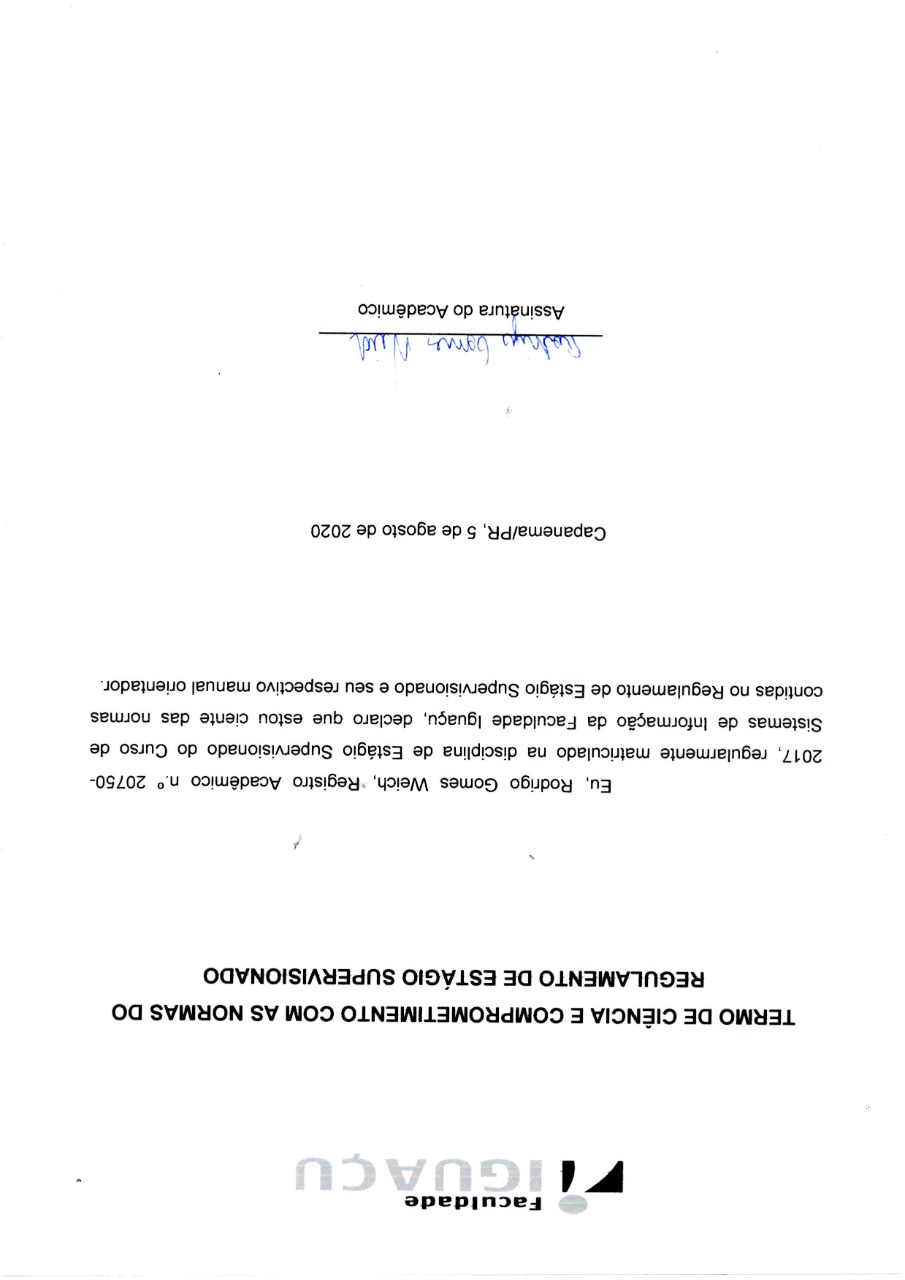 Faculdade
IGUAÇU
TERMO DE CIÊNCIA E COMPROMETIMENTO COM AS NORMAS DO
REGULAMENTO DE ESTÁGIO SUPERVISIONADO
Eu, Rodrigo Gomes Weich, Registro Acadêmico n.º 20750-
2017, regularmente matriculado na disciplina de Estágio Supervisionado do Curso de
Sistemas de Informação da Faculdade Iguaçu, declaro que estou ciente das normas
contidas no Regulamento de Estágio Supervisionado e seu respectivo manual orientador.
Capanema/PR, 5 de agosto de 2020
Rodrigo Gomes Weich
Assinatura do Acadêmico